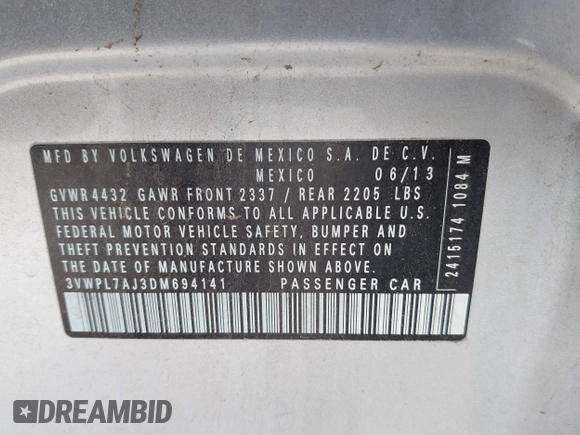 MFD BY VOLKSWAGEN DE MEXICO S.A. DE C.V.
MEXICO 06/13
GVWR 4432 GAWR FRONT 2337 / REAR 2205 LBS
THIS VEHICLE CONFORMS TO ALL APPLICABLE U.S.
FEDERAL MOTOR VEHICLE SAFETY, BUMPER AND
THEFT PREVENTION STANDARDS IN EFFECT ON
THE DATE OF MANUFACTURE SHOWN ABOVE.
3VWPL7AJ3DM694141 PASSENGER CAR
2415174 1084 M
DREAMBID